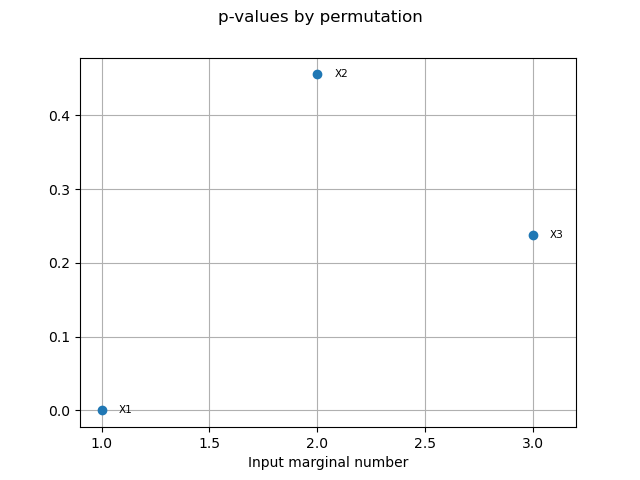 p-values by permutation
X2
0.4
0.3
X3
0.2
0.1
X1
0.0
1.0 1.5 2.0 2.5 3.0
Input marginal number